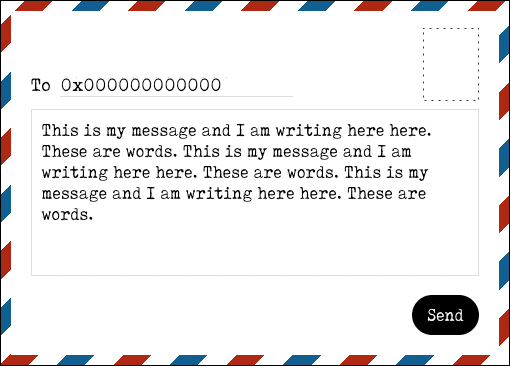 To 0x000000000000
This is my message and I am writing here here.
These are words. This is my message and I am
writing here here. These are words. This is my
message and I am writing here here. These are
words.
Send